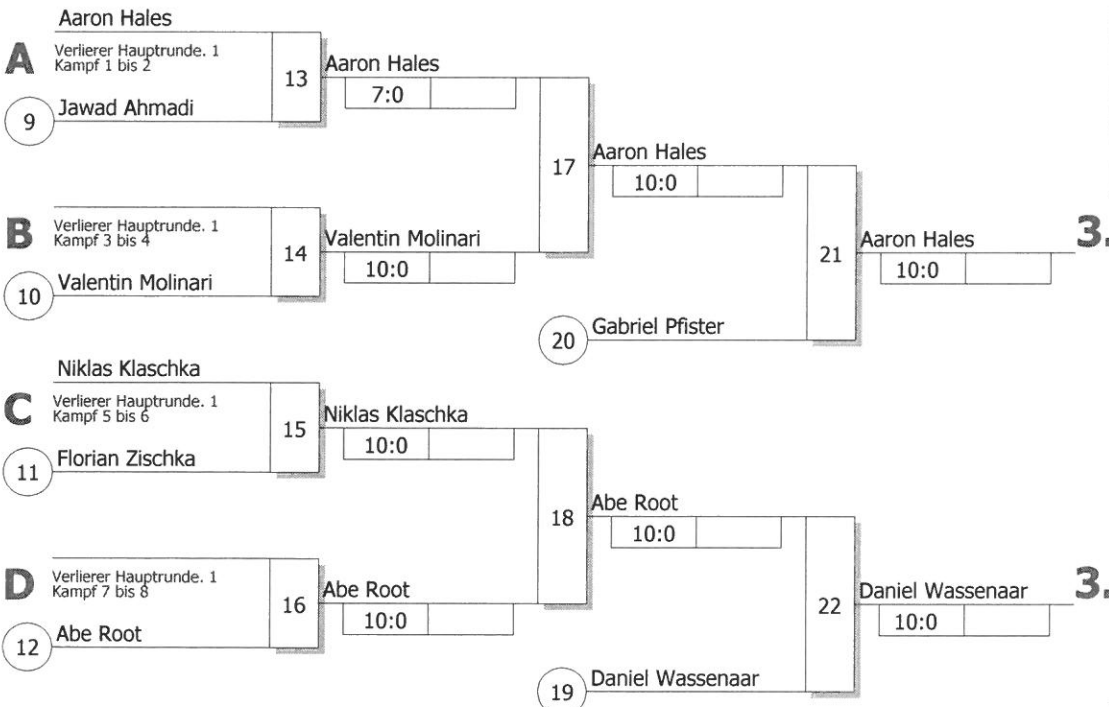 Aaron Hales
A
Verlierer Hauptrunde. 1
Kampf 1 bis 2
13
Aaron Hales
7:0
9
Jawad Ahmadi
17
Aaron Hales
10:0
B
Verlierer Hauptrunde. 1
Kampf 3 bis 4
14
Valentin Molinari
10:0
10
Valentin Molinari
21
Aaron Hales
10:0
3.
20
Gabriel Pfister
Niklas Klaschka
C
Verlierer Hauptrunde. 1
Kampf 5 bis 6
15
Niklas Klaschka
10:0
11
Florian Zischka
18
Abe Root
10:0
D
Verlierer Hauptrunde. 1
Kampf 7 bis 8
16
Abe Root
10:0
12
Abe Root
22
Daniel Wassenaar
10:0
3.
19
Daniel Wassenaar